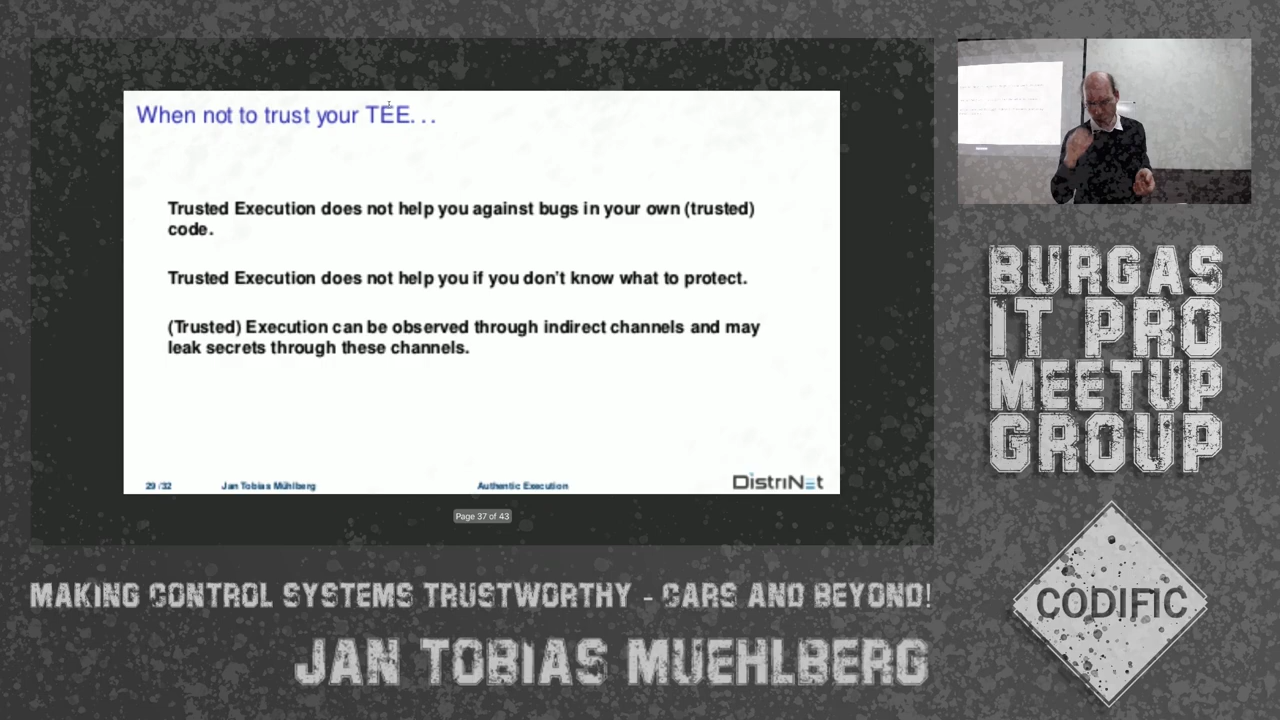 When not to trust your TEE. . .
Trusted Execution does not help you against bugs in your own (trusted)
code.
Trusted Execution does not help you if you don't know what to protect.
(Trusted) Execution can be observed through indirect channels and may
leak secrets through these channels.
29 /32 Jan Tobias Mühlberg Authentic Execution DistriNet
Page 37 of 43
BURGAS
IT PRO
MEETUP
GROUP
CODIFIC
MAKING CONTROL SYSTEMS TRUSTWORTHY - CARS AND BEYOND!
JAN TOBIAS MUEHLBERG